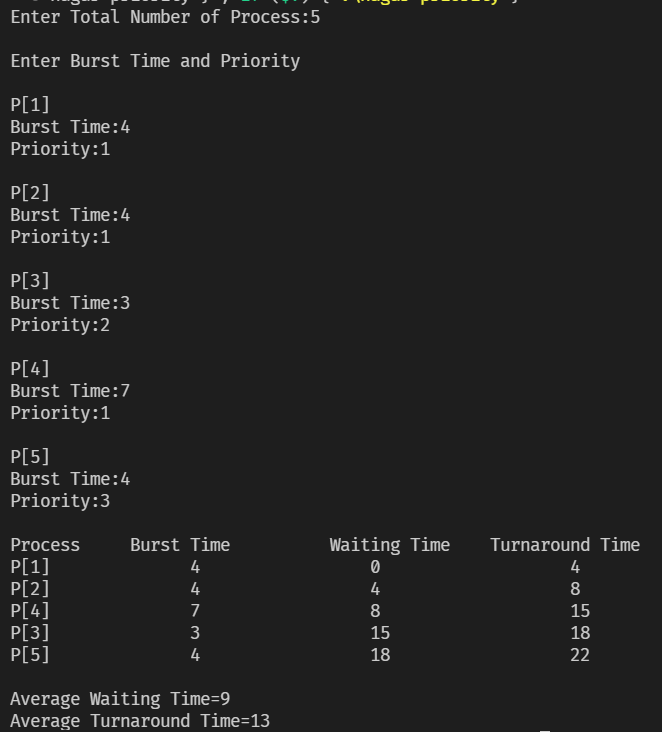 Enter Total Number of Process:5
Enter Burst Time and Priority
P[1]
Burst Time:4
Priority:1
P[2]
Burst Time:4
Priority:1
P[3]
Burst Time:3
Priority:2
P[4]
Burst Time:7
Priority:1
P[5]
Burst Time:4
Priority:3
Process Burst Time Waiting Time Turnaround Time
P[1] 4 0 4
P[2] 4 4 8
P[4] 7 8 15
P[3] 3 15 18
P[5] 4 18 22
Average Waiting Time=9
Average Turnaround Time=13